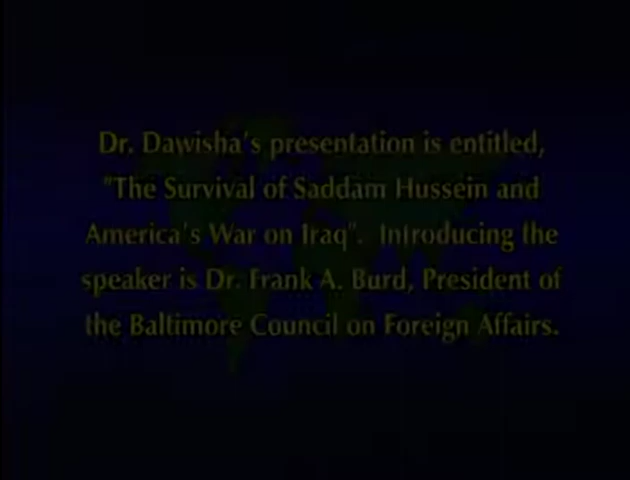 Dr. Dawisha's presentation is entitled,
"The Survival of Saddam Hussein and
America's War on Iraq". Introducing the
speaker is Dr. Frank A. Burd, President of
the Baltimore Council on Foreign Affairs.